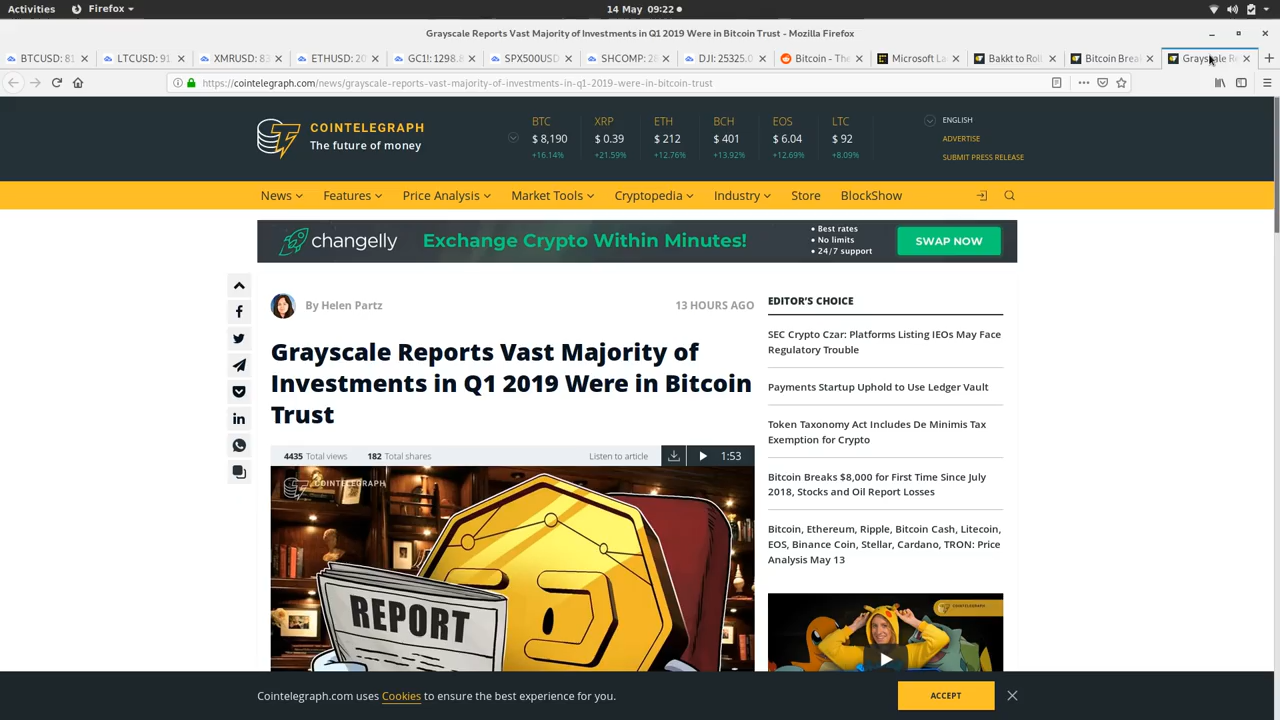 Activities
Firefox
14 May 09:22
Grayscale Reports Vast Majority of Investments in Q1 2019 Were in Bitcoin Trust - Mozilla Firefox
BTCUSD: 81
LTCUSD: 91
XMRUSD: 8
ETHUSD: 20
GC1!: 1298.
SPX500US
SHCOMP: 2
DJI: 25325.0
Bitcoin - The
Microsoft La
Bakkt to Roll
Bitcoin Brea
Grayscale R
https://cointelegraph.com/news/grayscale-reports-vast-majority-of-investments-in-q1-2019-were-in-bitcoin-trust
COINTELEGRAPH
The future of money
BTC XRP ETH BCH EOS LTC
$ 8,190 $ 0.39 $ 212 $ 401 $ 6.04 $ 92
+16.14% +21.59% +12.76% +13.92% +12.69% +8.09%
ENGLISH
ADVERTISE
SUBMIT PRESS RELEASE
News Features Price Analysis Market Tools Cryptopedia Industry Store BlockShow
changelly
Exchange Crypto Within Minutes!
• Best rates
• No limits
• 24/7 support
SWAP NOW
By Helen Partz
13 HOURS AGO
Grayscale Reports Vast Majority of
Investments in Q1 2019 Were in Bitcoin
Trust
4435 Total views 182 Total shares
Listen to article
1:53
COINTELEGRAPH
REPORT
EDITOR'S CHOICE
SEC Crypto Czar: Platforms Listing IEOs May Face
Regulatory Trouble
Payments Startup Uphold to Use Ledger Vault
Token Taxonomy Act Includes De Minimis Tax
Exemption for Crypto
Bitcoin Breaks $8,000 for First Time Since July
2018, Stocks and Oil Report Losses
Bitcoin, Ethereum, Ripple, Bitcoin Cash, Litecoin,
EOS, Binance Coin, Stellar, Cardano, TRON: Price
Analysis May 13
COINTELEGRAPH
Cointelegraph.com uses Cookies to ensure the best experience for you.
ACCEPT